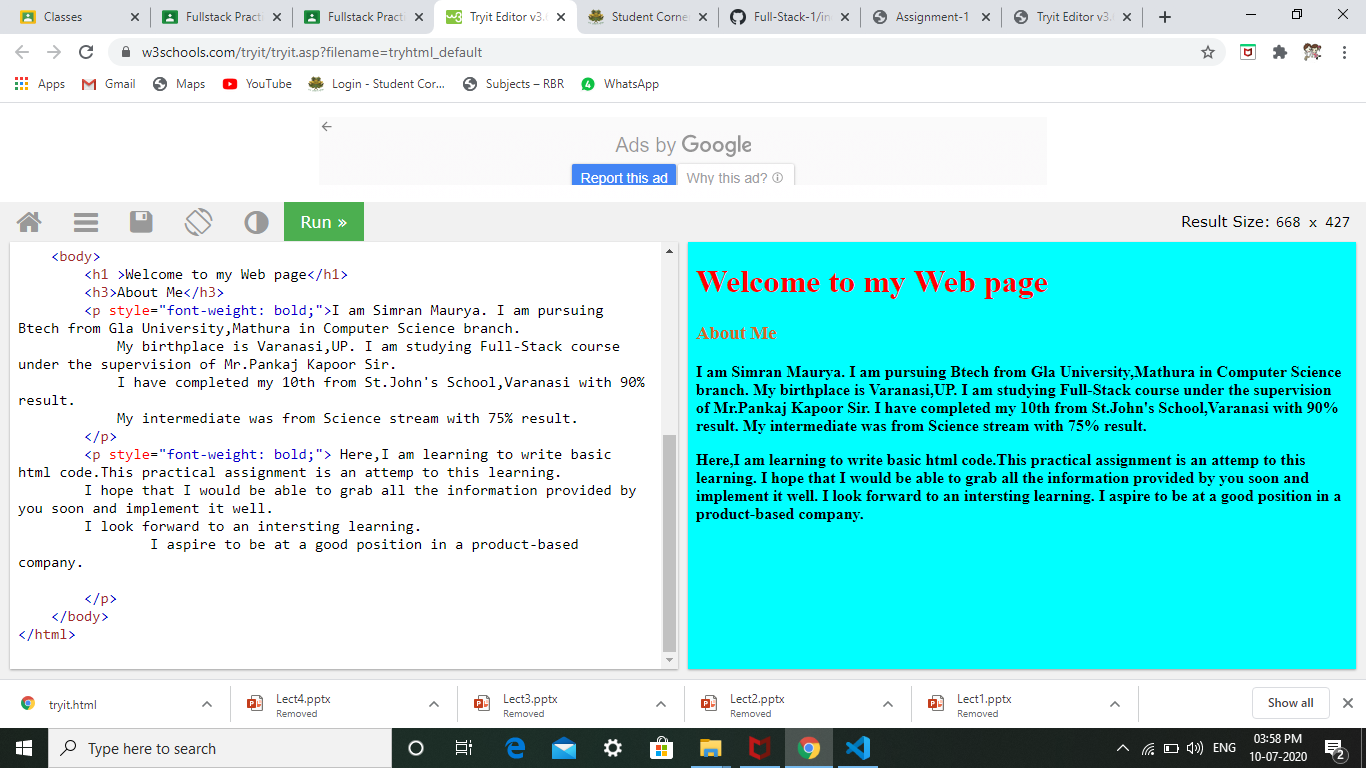 Classes
Fullstack Practi
Fullstack Practi
Tryit Editor v3.
Student Corne
Full-Stack-1/in
Assignment-1
Tryit Editor v3.
w3schools.com/tryit/tryit.asp?filename=tryhtml_default
Apps Gmail Maps YouTube Login - Student Cor... Subjects – RBR WhatsApp
Ads by Google
Report this ad Why this ad?
Run »
Result Size: 668 x 427
<body>
<h1 >Welcome to my Web page</h1>
<h3>About Me</h3>
<p style="font-weight: bold;">I am Simran Maurya. I am pursuing
Btech from Gla University,Mathura in Computer Science branch.
My birthplace is Varanasi,UP. I am studying Full-Stack course
under the supervision of Mr.Pankaj Kapoor Sir.
I have completed my 10th from St.John's School,Varanasi with 90%
result.
My intermediate was from Science stream with 75% result.
</p>
<p style="font-weight: bold;"> Here,I am learning to write basic
html code.This practical assignment is an attemp to this learning.
I hope that I would be able to grab all the information provided by
you soon and implement it well.
I look forward to an intersting learning.
I aspire to be at a good position in a product-based
company.
</p>
</body>
</html>
Welcome to my Web page
About Me
I am Simran Maurya. I am pursuing Btech from Gla University,Mathura in Computer Science
branch. My birthplace is Varanasi,UP. I am studying Full-Stack course under the supervision
of Mr.Pankaj Kapoor Sir. I have completed my 10th from St.John's School,Varanasi with 90%
result. My intermediate was from Science stream with 75% result.
Here,I am learning to write basic html code.This practical assignment is an attemp to this
learning. I hope that I would be able to grab all the information provided by you soon and
implement it well. I look forward to an intersting learning. I aspire to be at a good position in a
product-based company.
tryit.html
Lect4.pptx
Removed
Lect3.pptx
Removed
Lect2.pptx
Removed
Lect1.pptx
Removed
Show all
Type here to search
ENG
03:58 PM
10-07-2020
2